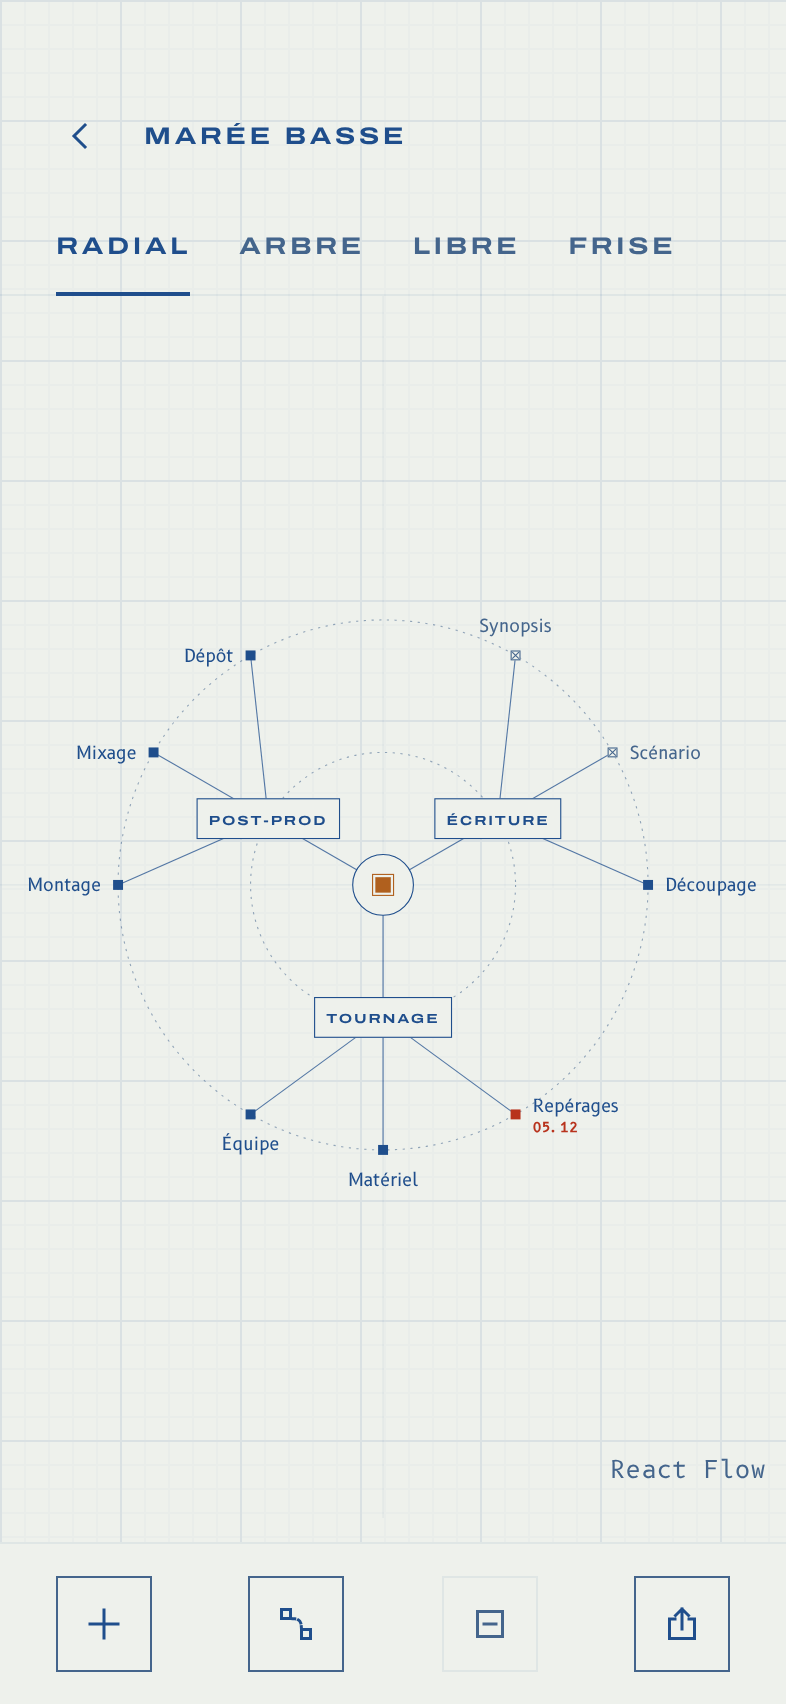 MARÉE BASSE
RADIAL ARBRE LIBRE FRISE
Synopsis
Dépôt
Mixage
Scénario
POST-PROD
ÉCRITURE
Montage
Découpage
TOURNAGE
Repérages
05. 12
Équipe
Matériel
React Flow